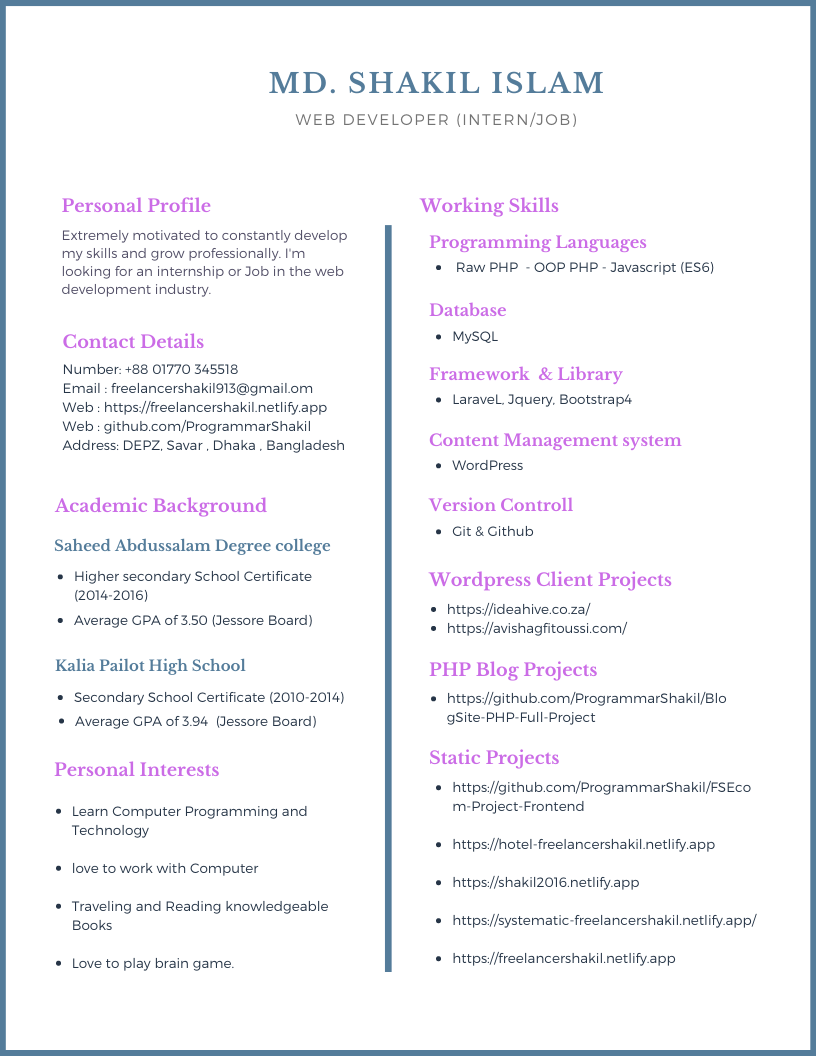 MD. SHAKIL ISLAM
WEB DEVELOPER (INTERN/JOB)
Personal Profile
Extremely motivated to constantly develop
my skills and grow professionally. I'm
looking for an internship or Job in the web
development industry.
Contact Details
Number: +88 01770 345518
Email : freelancershakil913@gmail.om
Web : https://freelancershakil.netlify.app
Web : github.com/ProgrammarShakil
Address: DEPZ, Savar , Dhaka , Bangladesh
Academic Background
Saheed Abdussalam Degree college
• Higher secondary School Certificate
(2014-2016)
• Average GPA of 3.50 (Jessore Board)
Kalia Pailot High School
• Secondary School Certificate (2010-2014)
• Average GPA of 3.94 (Jessore Board)
Personal Interests
• Learn Computer Programming and
Technology
• love to work with Computer
• Traveling and Reading knowledgeable
Books
• Love to play brain game.
Working Skills
Programming Languages
• Raw PHP - OOP PHP - Javascript (ES6)
Database
• MySQL
Framework & Library
• LaraveL, Jquery, Bootstrap4
Content Management system
• WordPress
Version Controll
• Git & Github
Wordpress Client Projects
• https://ideahive.co.za/
• https://avishagfitoussi.com/
PHP Blog Projects
• https://github.com/ProgrammarShakil/Blo
gSite-PHP-Full-Project
Static Projects
• https://github.com/ProgrammarShakil/FSEco
m-Project-Frontend
• https://hotel-freelancershakil.netlify.app
• https://shakil2016.netlify.app
• https://systematic-freelancershakil.netlify.app/
• https://freelancershakil.netlify.app